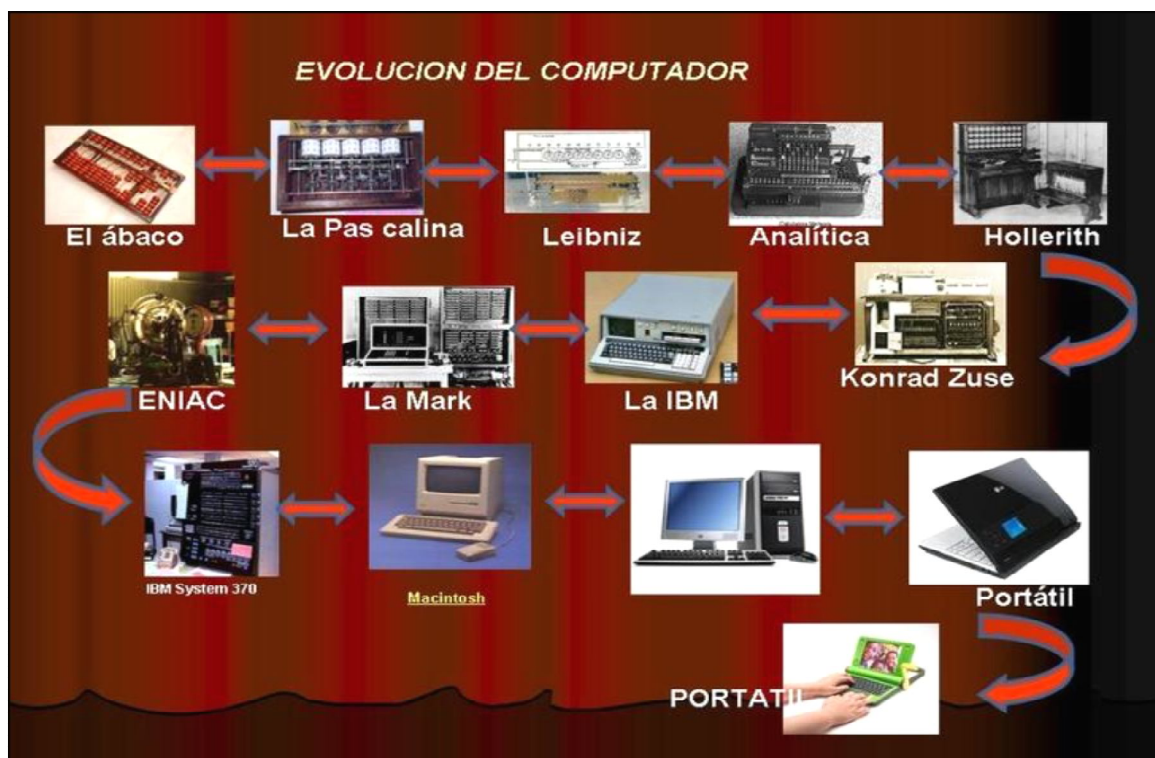 EVOLUCION DEL COMPUTADOR
El ábaco
La Pas calina
Leibniz
Analítica
Hollerith
Konrad Zuse
La IBM
La Mark
ENIAC
IBM System 370
Macintosh
Portátil
PORTATIL